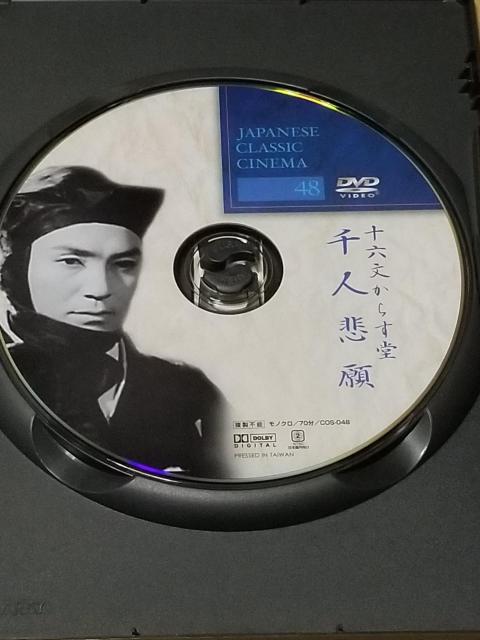 JAPANESE
CLASSIC
CINEMA
48
DVD
VIDEO
十六文からす堂
千人悲願
複製不能 モノクロ/70分/COS-048
DOLBY
DIGITAL
2
PRESSED IN TAIWAN